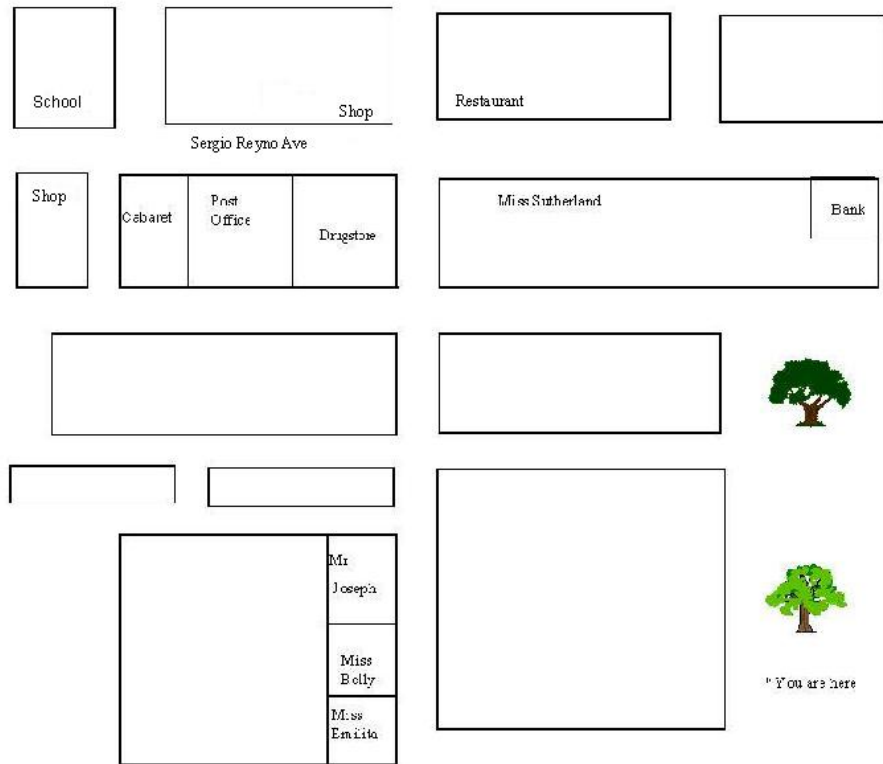 School
Shop
Restaurant
Sergio Reyno Ave
Shop
Cabaret
Post
Office
Drugstore
Miss Sutherland
Bank
Mr
Joseph
Miss
Belly
Miss
Emilita
* You are here